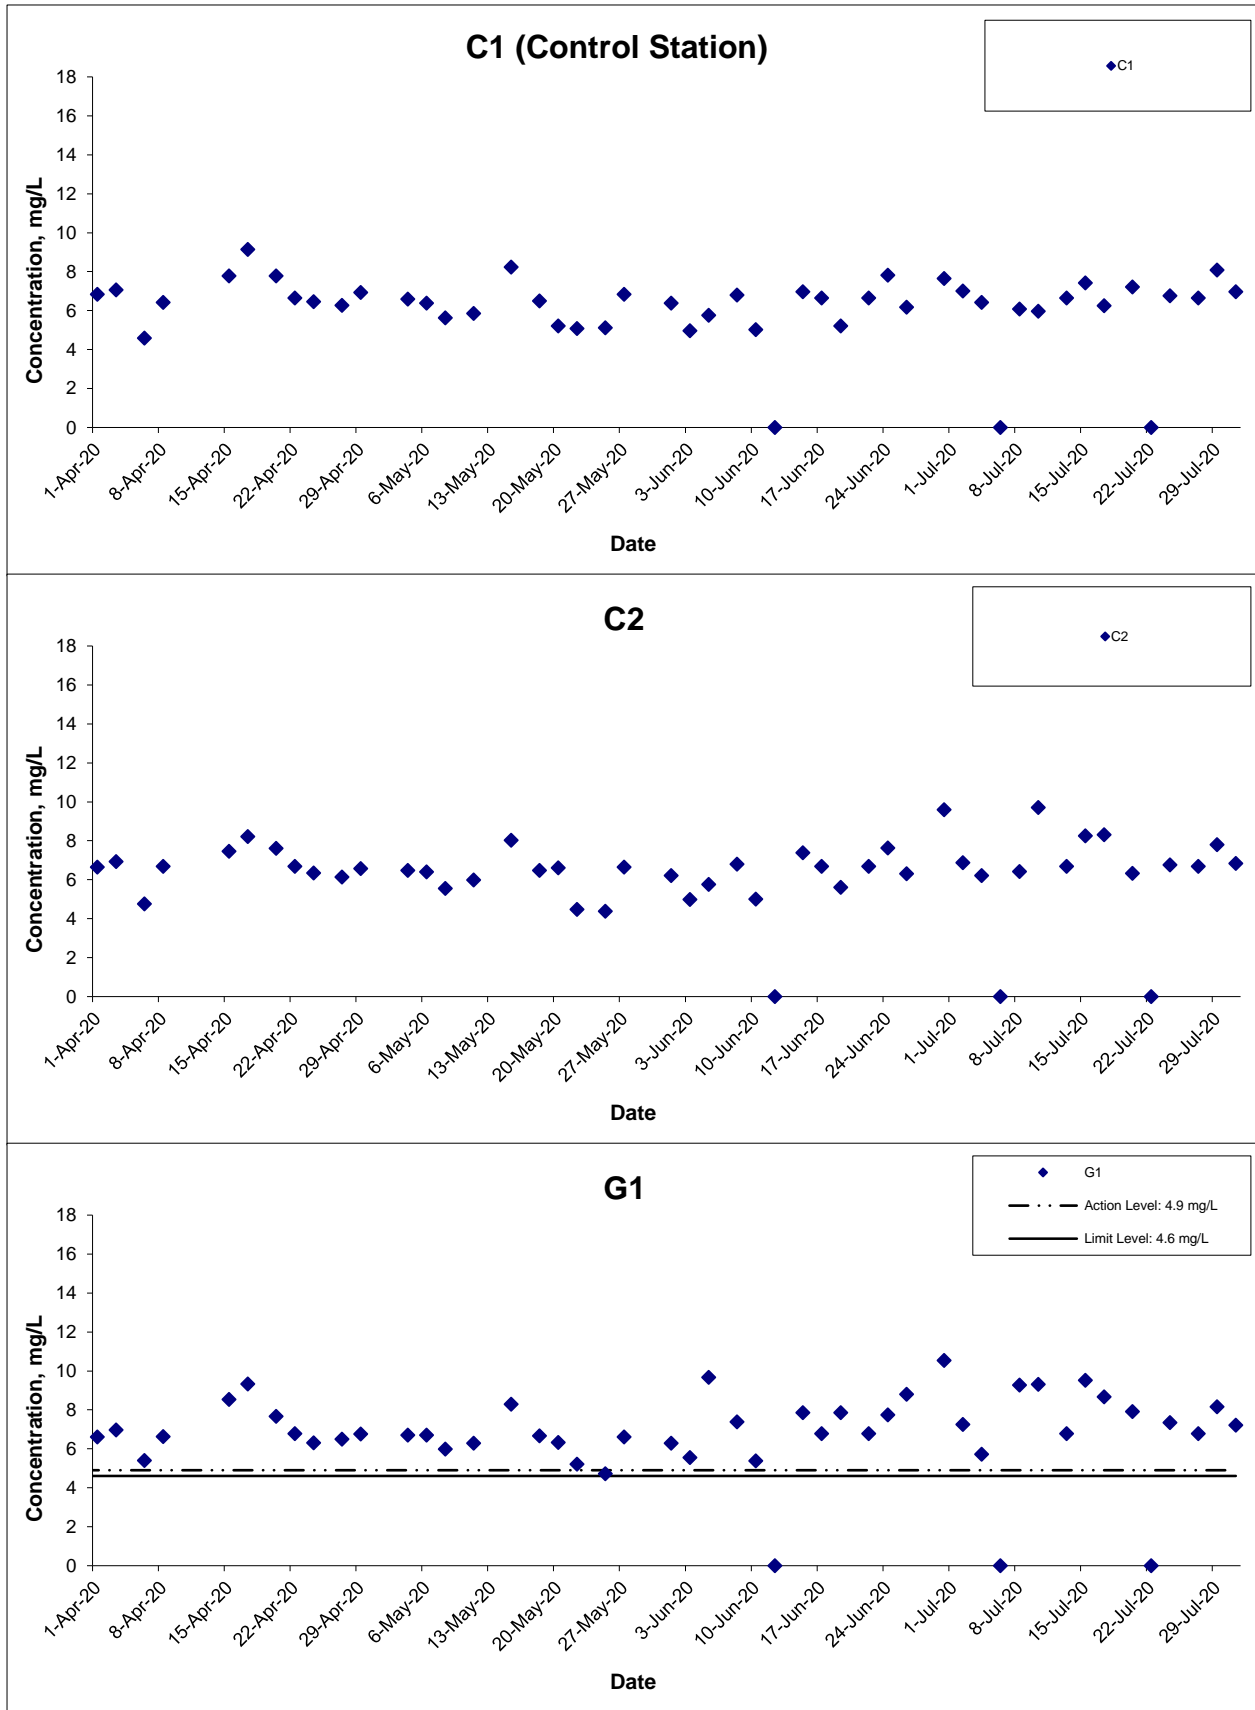 C1 (Control Station)
C1
18
16
14
12
10
8
6
4
2
0
Concentration, mg/L
1-Apr-20
8-Apr-20
15-Apr-20
22-Apr-20
29-Apr-20
6-May-20
13-May-20
20-May-20
27-May-20
3-Jun-20
10-Jun-20
17-Jun-20
24-Jun-20
1-Jul-20
8-Jul-20
15-Jul-20
22-Jul-20
29-Jul-20
Date
C2
C2
18
16
14
12
10
8
6
4
2
0
Concentration, mg/L
1-Apr-20
8-Apr-20
15-Apr-20
22-Apr-20
29-Apr-20
6-May-20
13-May-20
20-May-20
27-May-20
3-Jun-20
10-Jun-20
17-Jun-20
24-Jun-20
1-Jul-20
8-Jul-20
15-Jul-20
22-Jul-20
29-Jul-20
Date
G1
G1
Action Level: 4.9 mg/L
Limit Level: 4.6 mg/L
18
16
14
12
10
8
6
4
2
0
Concentration, mg/L
1-Apr-20
8-Apr-20
15-Apr-20
22-Apr-20
29-Apr-20
6-May-20
13-May-20
20-May-20
27-May-20
3-Jun-20
10-Jun-20
17-Jun-20
24-Jun-20
1-Jul-20
8-Jul-20
15-Jul-20
22-Jul-20
29-Jul-20
Date